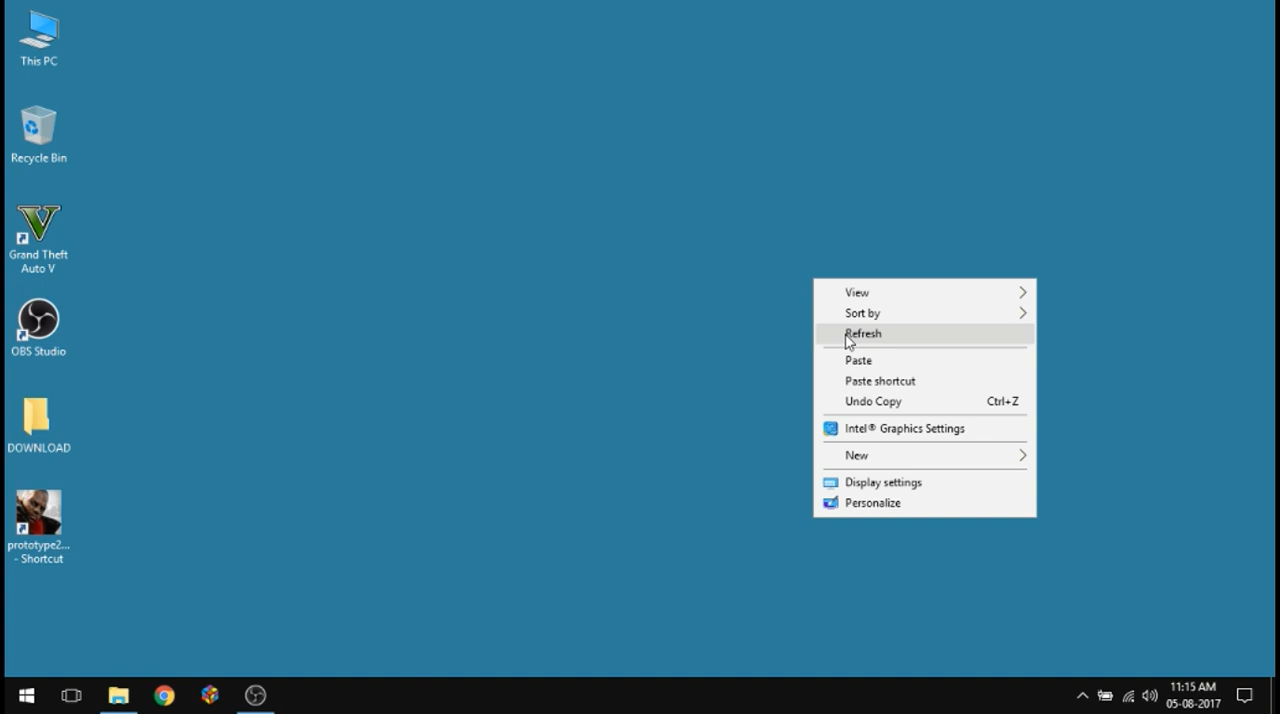 This PC
Recycle Bin
Grand Theft
Auto V
OBS Studio
DOWNLOAD
prototype2...
- Shortcut
View
Sort by
Refresh
Paste
Paste shortcut
Undo Copy Ctrl+Z
Intel® Graphics Settings
New
Display settings
Personalize
11:15 AM
05-08-2017